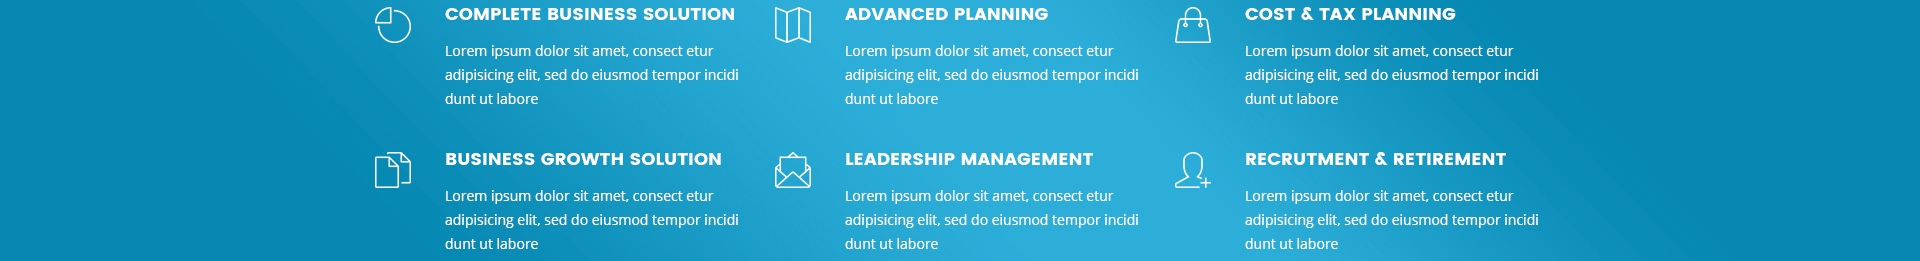 COMPLETE BUSINESS SOLUTION
Lorem ipsum dolor sit amet, consect etur
adipisicing elit, sed do eiusmod tempor incidi
dunt ut labore
ADVANCED PLANNING
Lorem ipsum dolor sit amet, consect etur
adipisicing elit, sed do eiusmod tempor incidi
dunt ut labore
COST & TAX PLANNING
Lorem ipsum dolor sit amet, consect etur
adipisicing elit, sed do eiusmod tempor incidi
dunt ut labore
BUSINESS GROWTH SOLUTION
Lorem ipsum dolor sit amet, consect etur
adipisicing elit, sed do eiusmod tempor incidi
dunt ut labore
LEADERSHIP MANAGEMENT
Lorem ipsum dolor sit amet, consect etur
adipisicing elit, sed do eiusmod tempor incidi
dunt ut labore
RECRUTMENT & RETIREMENT
Lorem ipsum dolor sit amet, consect etur
adipisicing elit, sed do eiusmod tempor incidi
dunt ut labore